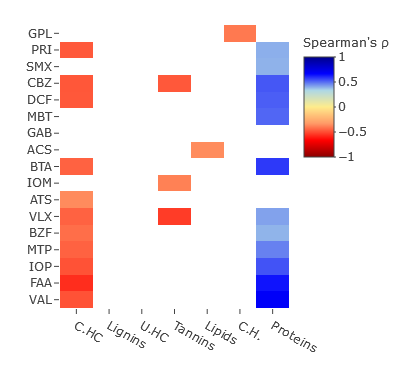 GPL
PRI
SMX
CBZ
DCF
MBT
GAB
ACS
BTA
IOM
ATS
VLX
BZF
MTP
IOP
FAA
VAL
C.HC
Lignins
U.HC
Tannins
Lipids
C.H.
Proteins
Spearman's ρ
1
0.5
0
−0.5
−1